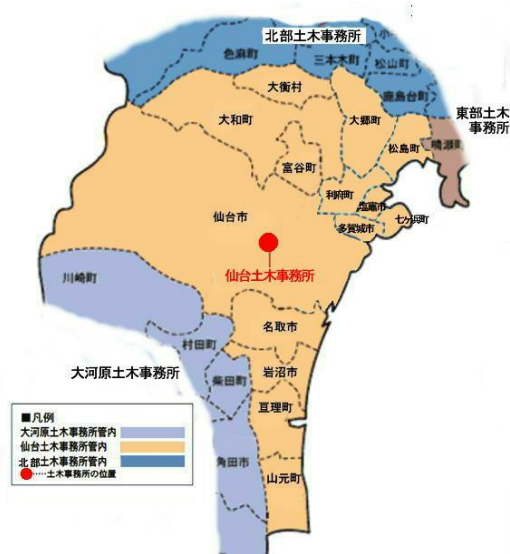 北部土木事務所
小
色麻町
三本木町
松山町
鹿島台町
大衡村
大和町
大郷町
東部土木
事務所
鳴瀬町
松島町
富谷町
利府町
塩竈市
七ヶ浜町
多賀城市
仙台市
仙台土木事務所
川崎町
名取市
村田町
大河原土木事務所
柴田町
岩沼市
亘理町
角田市
山元町
■凡例
大河原土木事務所管内
仙台土木事務所管内
北部土木事務所管内
●‥‥土木事務所の位置